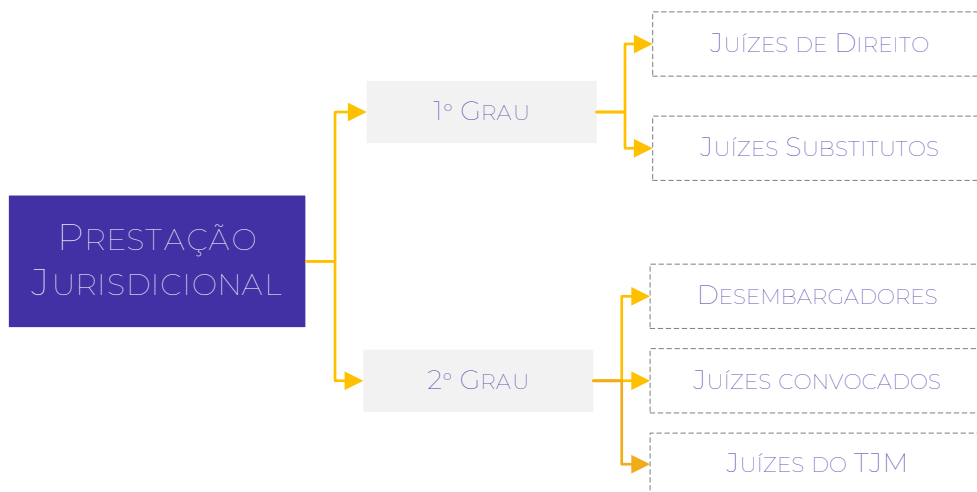 Prestação
Jurisdicional
1º Grau
Juízes de Direito
Juízes Substitutos
2º Grau
Desembargadores
Juízes convocados
Juízes do TJM